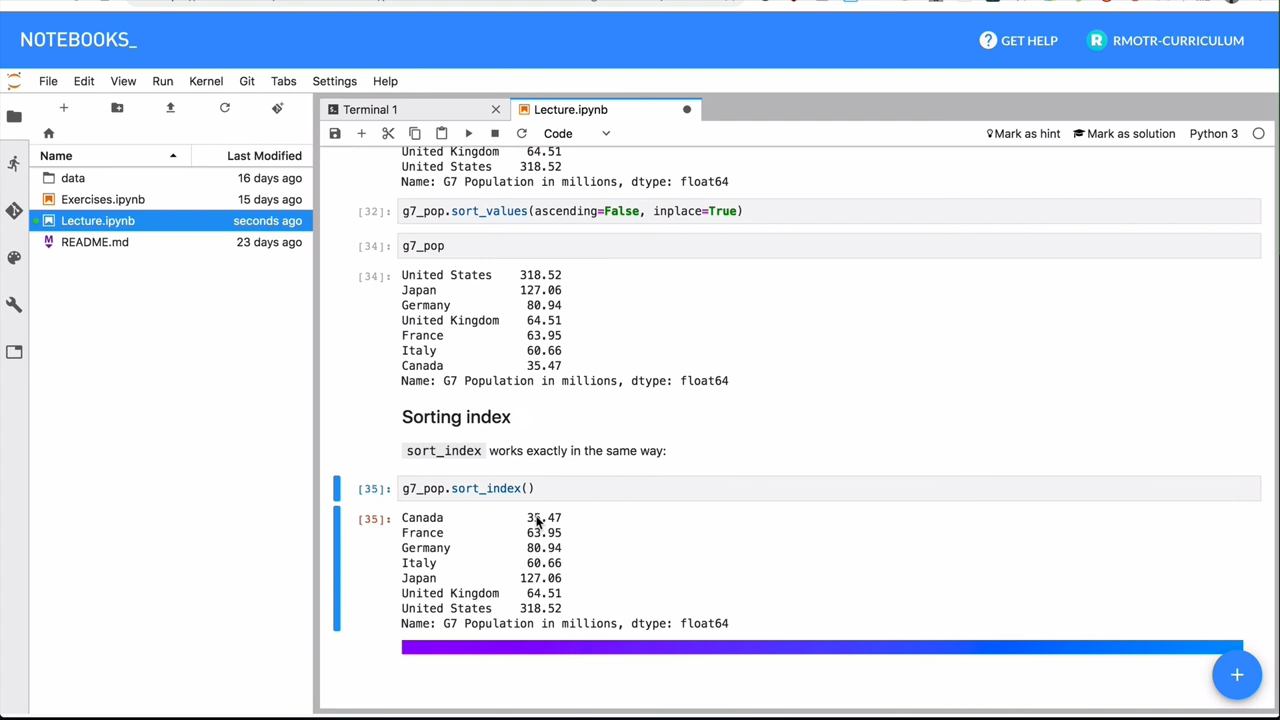 NOTEBOOKS_
GET HELP
R
RMOTR-CURRICULUM
File Edit View Run Kernel Git Tabs Settings Help
Name Last Modified
data 16 days ago
Exercises.ipynb 15 days ago
Lecture.ipynb seconds ago
README.md 23 days ago
Terminal 1
Lecture.ipynb
Code
Mark as hint
Mark as solution
Python 3
United Kingdom 64.51
United States 318.52
Name: G7 Population in millions, dtype: float64
[32]: g7_pop.sort_values(ascending=False, inplace=True)
[34]: g7_pop
[34]: United States 318.52
Japan 127.06
Germany 80.94
United Kingdom 64.51
France 63.95
Italy 60.66
Canada 35.47
Name: G7 Population in millions, dtype: float64
Sorting index
sort_index works exactly in the same way:
[35]: g7_pop.sort_index()
[35]: Canada 35.47
France 63.95
Germany 80.94
Italy 60.66
Japan 127.06
United Kingdom 64.51
United States 318.52
Name: G7 Population in millions, dtype: float64